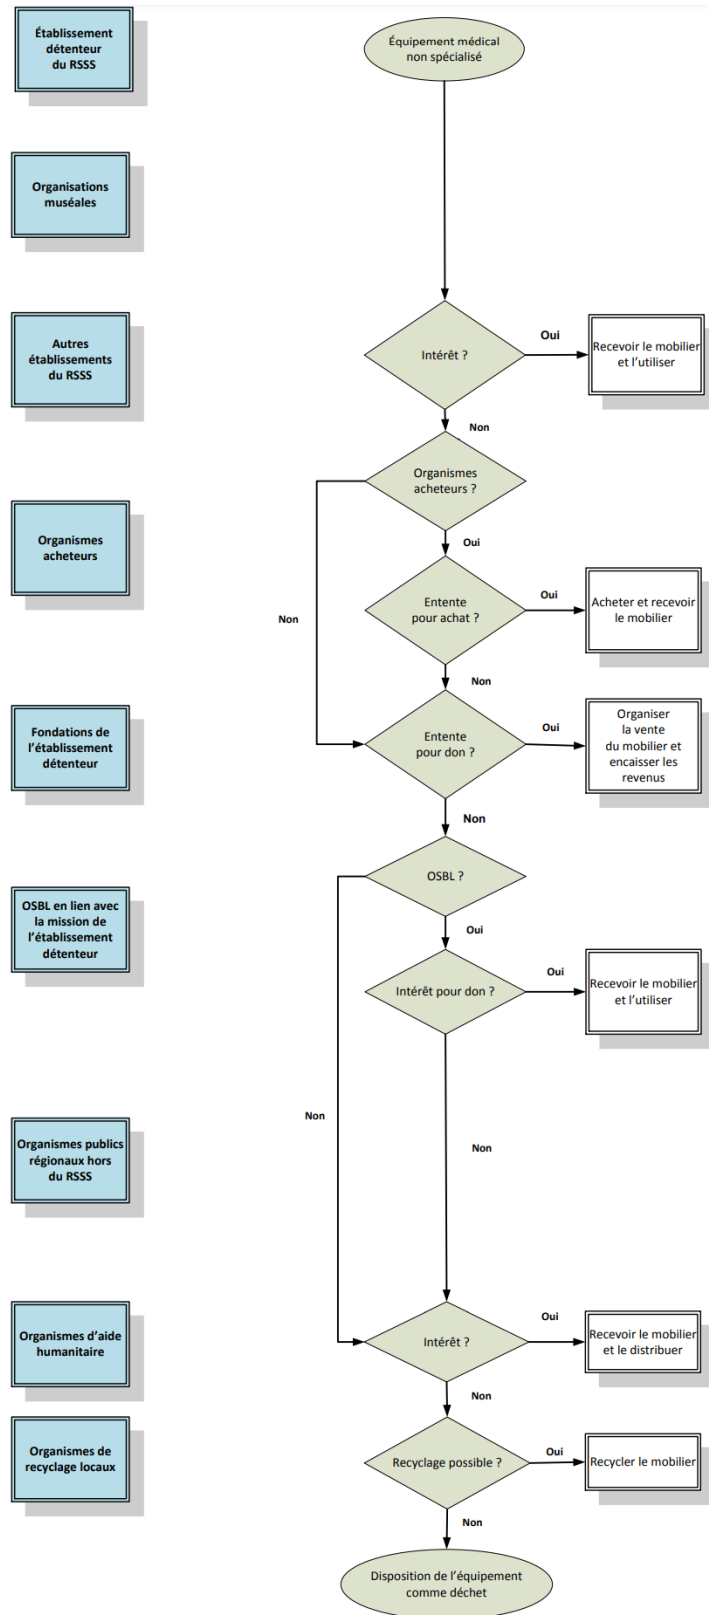 Établissement
détenteur
du RSSS
Équipement médical
non spécialisé
Organisations
muséales
Autres
établissements
du RSSS
Intérêt ?
Oui
Recevoir le mobilier
et l'utiliser
Non
Organismes
acheteurs ?
Organismes
acheteurs
Oui
Non
Entente
pour achat ?
Oui
Acheter et recevoir
le mobilier
Non
Fondations de
l'établissement
détenteur
Entente
pour don ?
Oui
Organiser
la vente
du mobilier et
encaisser les
revenus
Non
OSBL en lien avec
la mission de
l'établissement
détenteur
OSBL ?
Oui
Intérêt pour don ?
Oui
Recevoir le mobilier
et l'utiliser
Non
Non
Organismes publics
régionaux hors
du RSSS
Organismes d'aide
humanitaire
Intérêt ?
Oui
Recevoir le mobilier
et le distribuer
Non
Organismes de
recyclage locaux
Recyclage possible ?
Oui
Recycler le mobilier
Non
Disposition de l'équipement
comme déchet